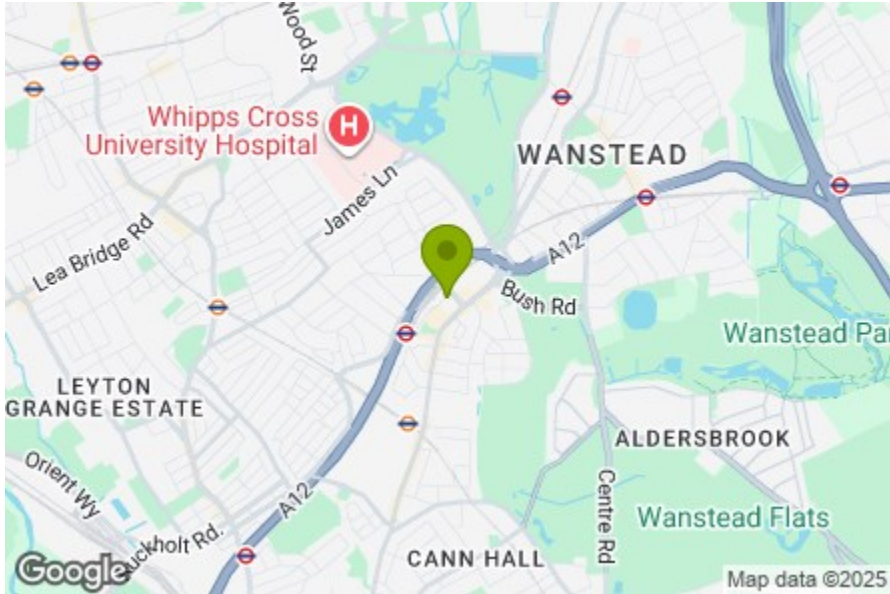 Wood St
Whipps Cross
University Hospital
H
WANSTEAD
James Ln
Lea Bridge Rd
A12
Bush Rd
Wanstead Pa
LEYTON
GRANGE ESTATE
ALDERSBROOK
Orient Wy
A12
Centre Rd
Wanstead Flats
uckholt Rd.
CANN HALL
Google
Map data ©2025